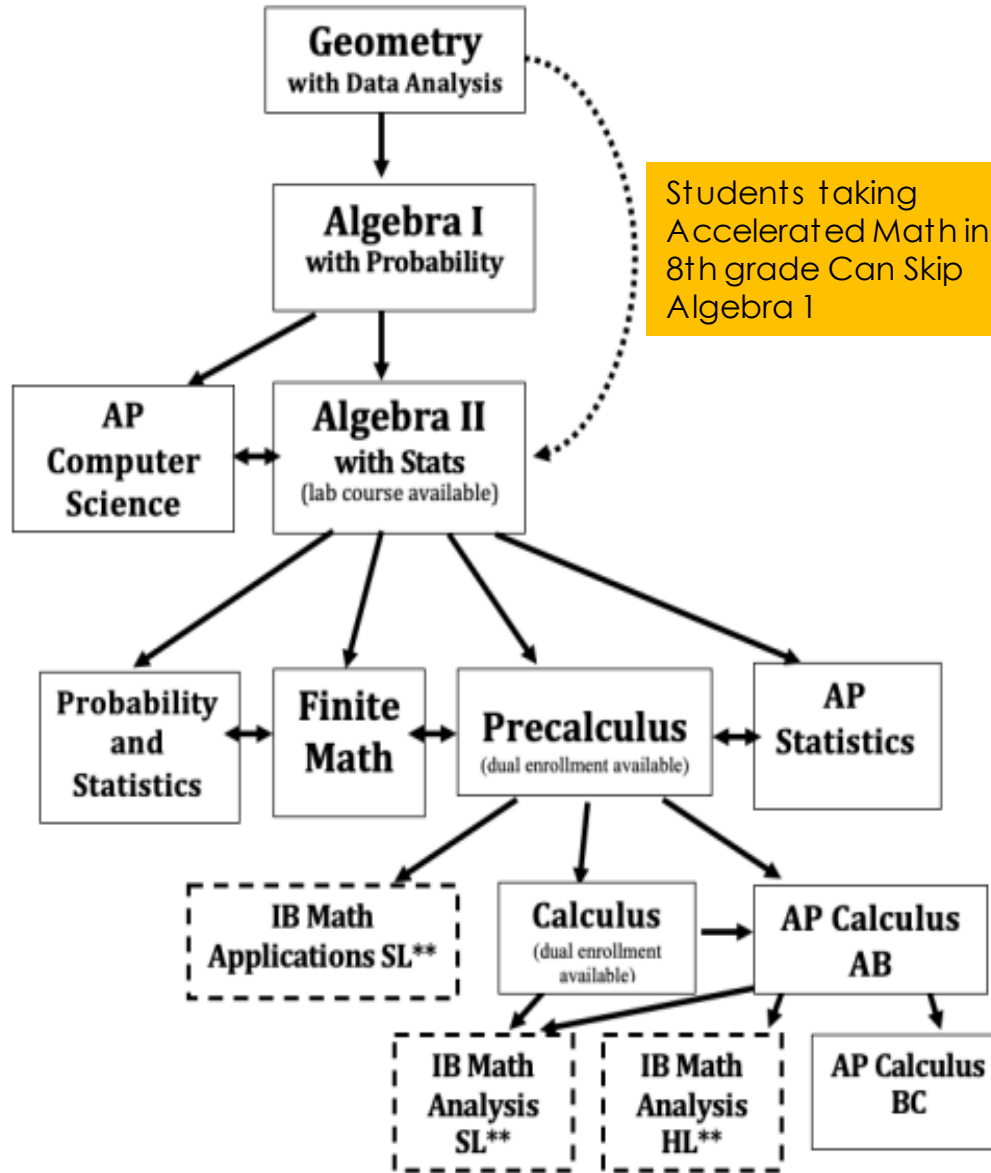 Geometry
with Data Analysis
Students taking
Accelerated Math in
8th grade Can Skip
Algebra 1
Algebra I
with Probability
AP
Computer
Science
Algebra II
with Stats
(lab course available)
Probability
and
Statistics
Finite
Math
Precalculus
(dual enrollment available)
AP
Statistics
IB Math
Applications SL**
Calculus
(dual enrollment
available)
AP Calculus
AB
IB Math
Analysis
SL**
IB Math
Analysis
HL**
AP Calculus
BC